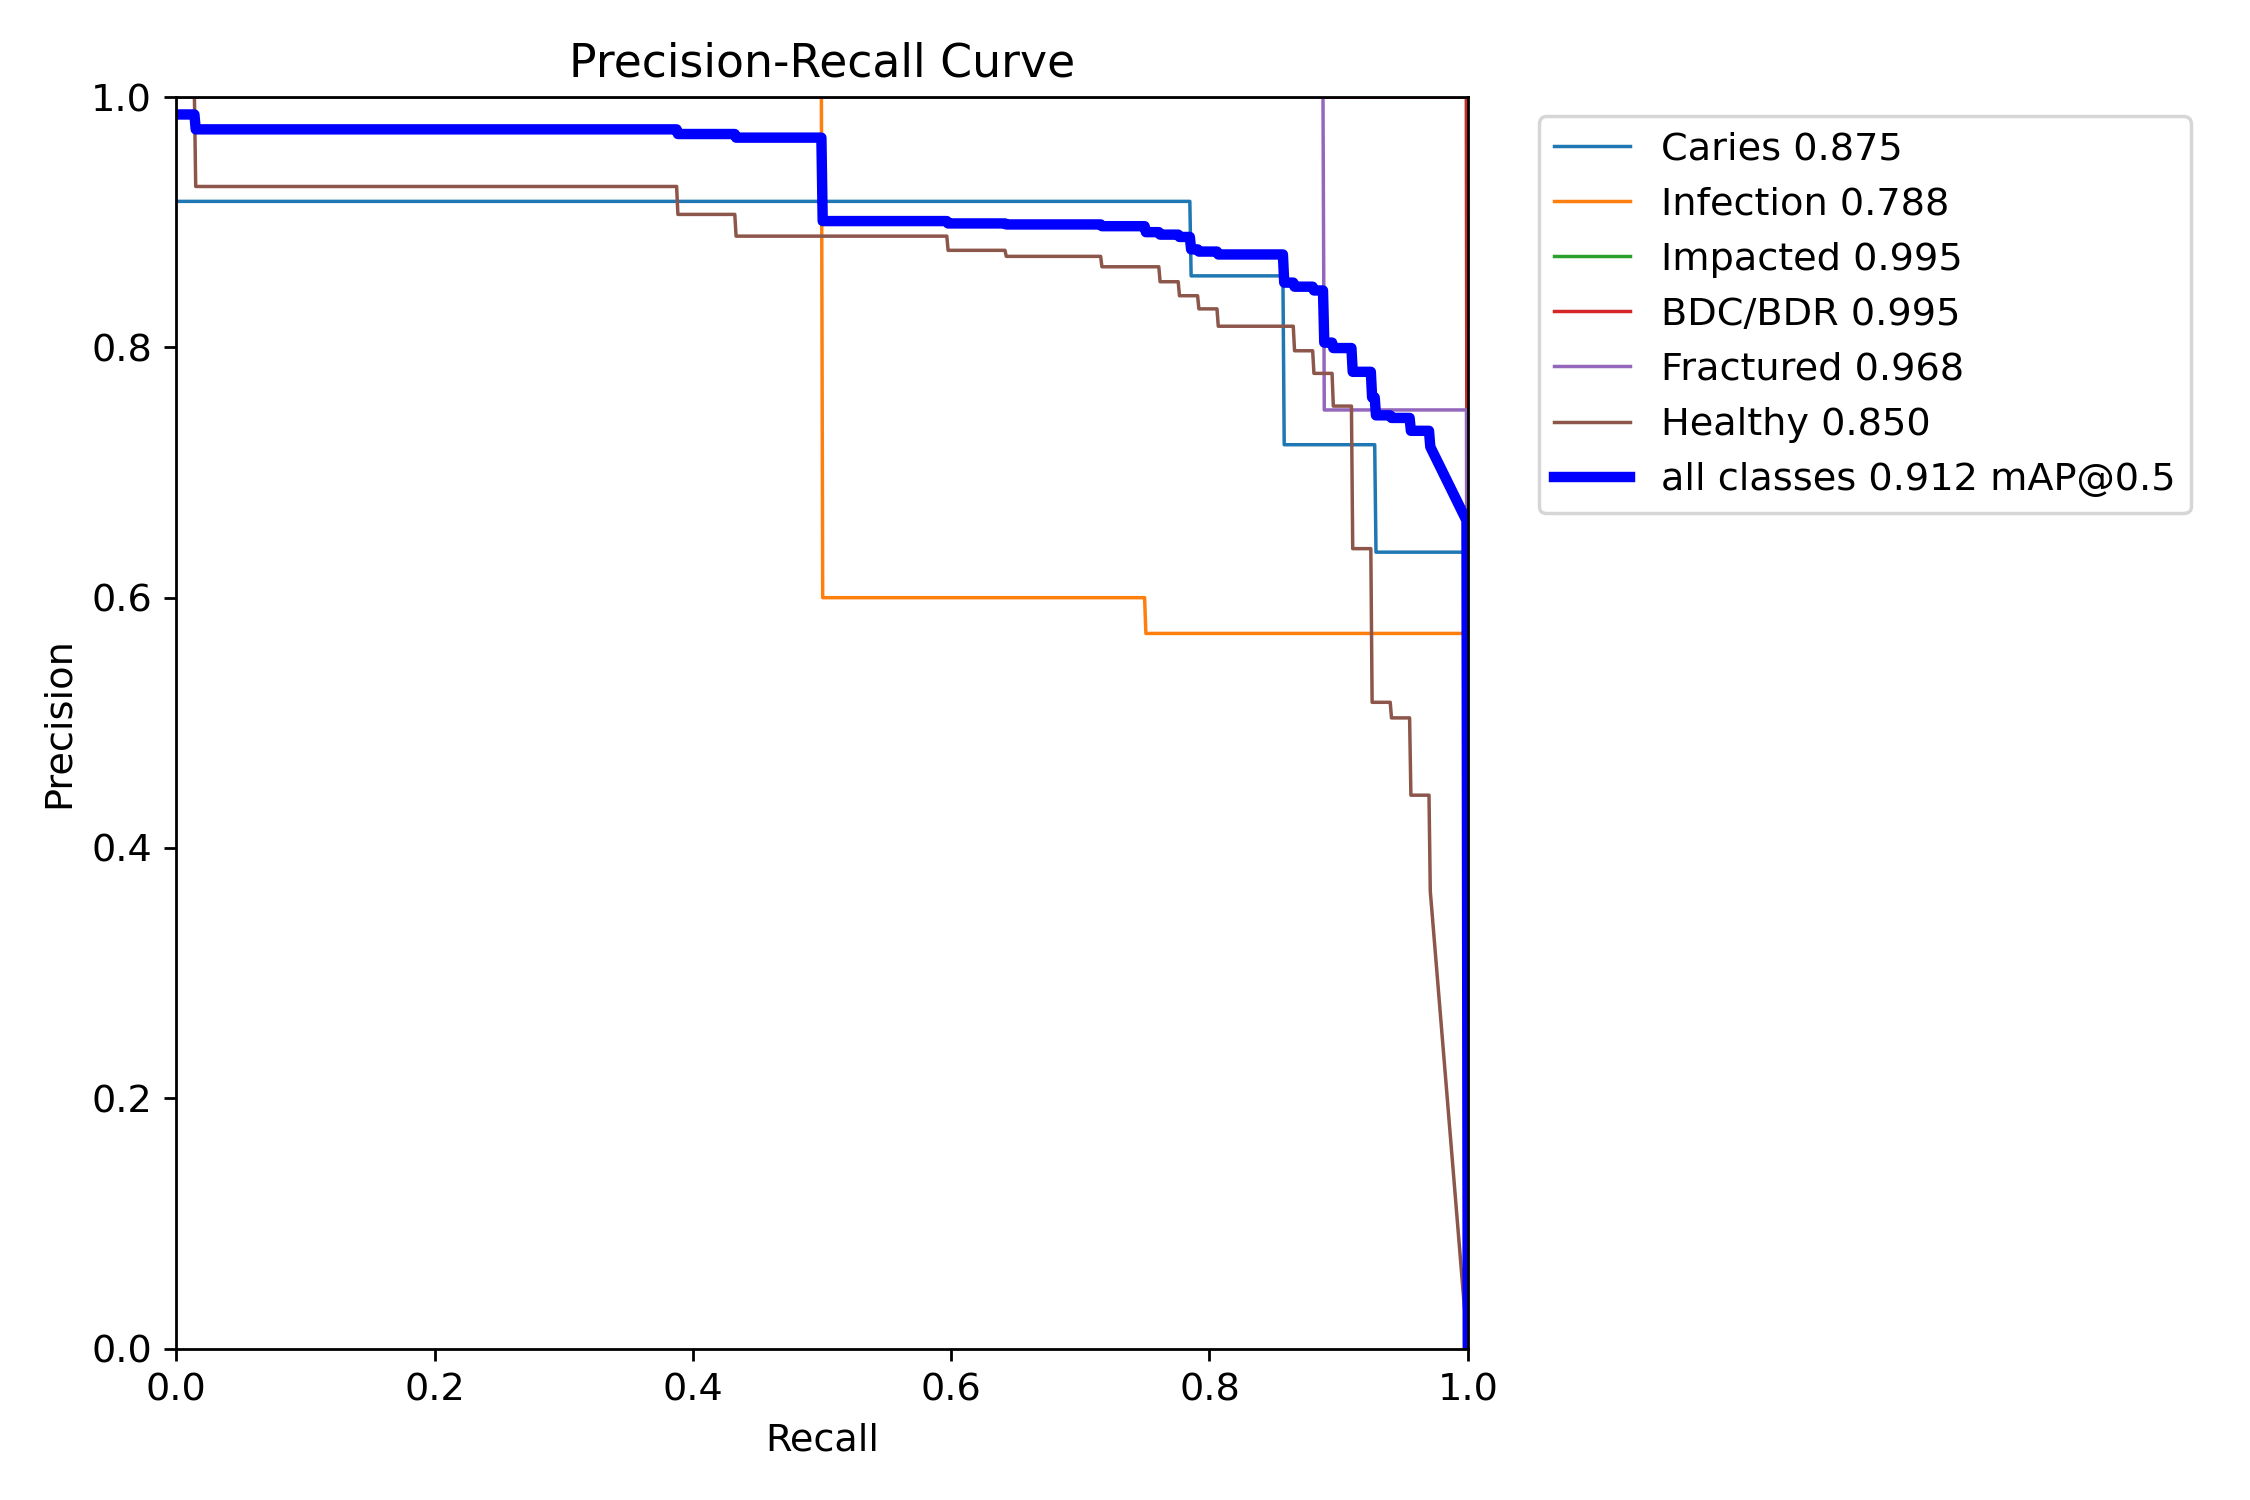 Precision-Recall Curve
1.0
0.8
0.6
0.4
0.2
0.0
Precision
0.0 0.2 0.4 0.6 0.8 1.0
Recall
Caries 0.875
Infection 0.788
Impacted 0.995
BDC/BDR 0.995
Fractured 0.968
Healthy 0.850
all classes 0.912 mAP@0.5